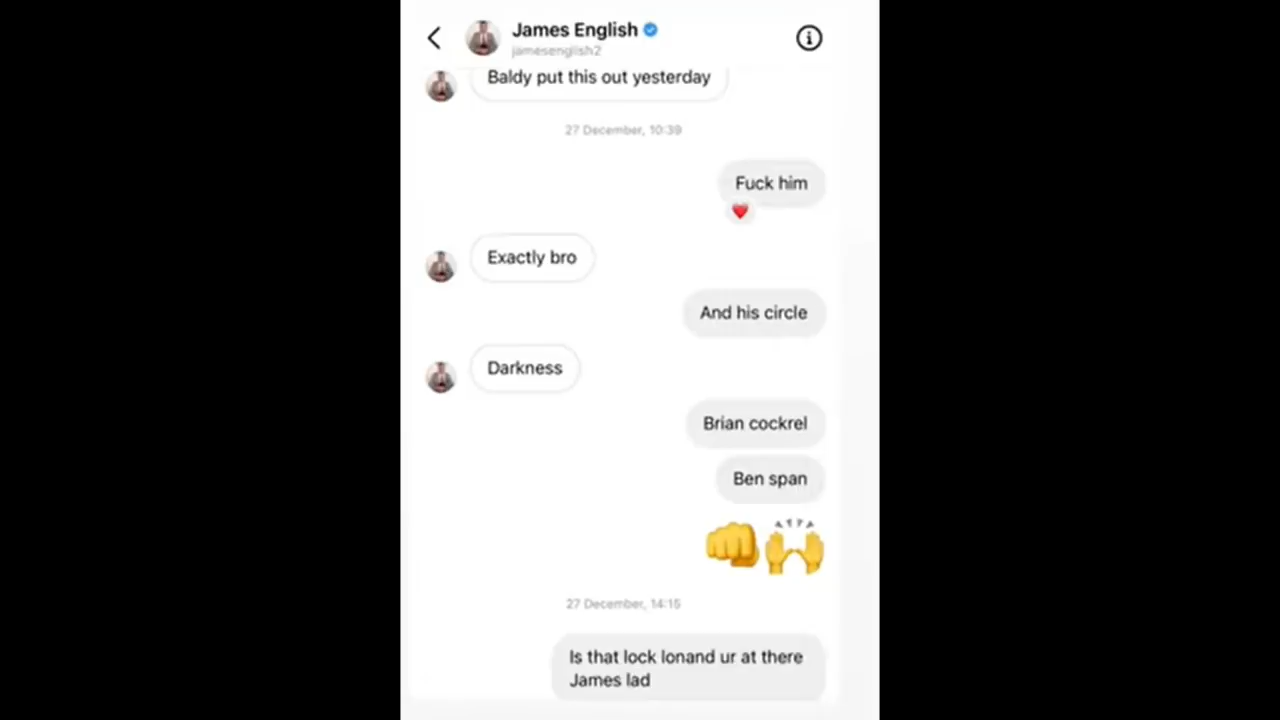 James English
jamesenglish2
Baldy put this out yesterday
27 December, 10:39
Fuck him
Exactly bro
And his circle
Darkness
Brian cockrel
Ben span
27 December, 14:15
Is that lock lonand ur at there
James lad